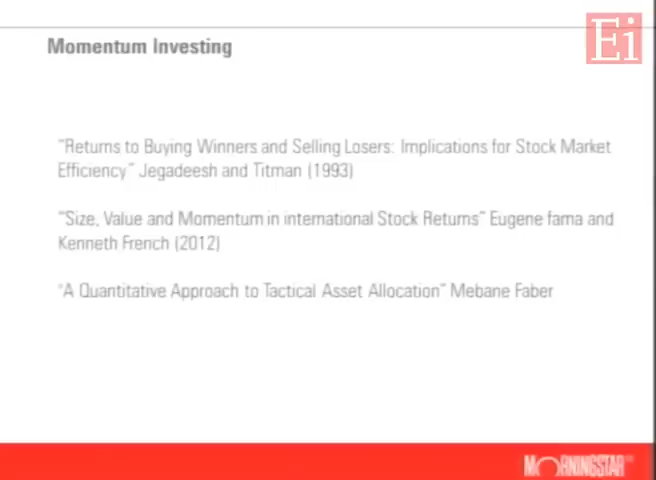 Ei
Momentum Investing
"Returns to Buying Winners and Selling Losers: Implications for Stock Market
Efficiency" Jegadeesh and Titman (1993)
"Size, Value and Momentum in international Stock Returns" Eugene fama and
Kenneth French (2012)
"A Quantitative Approach to Tactical Asset Allocation" Mebane Faber
MORNINGSTAR